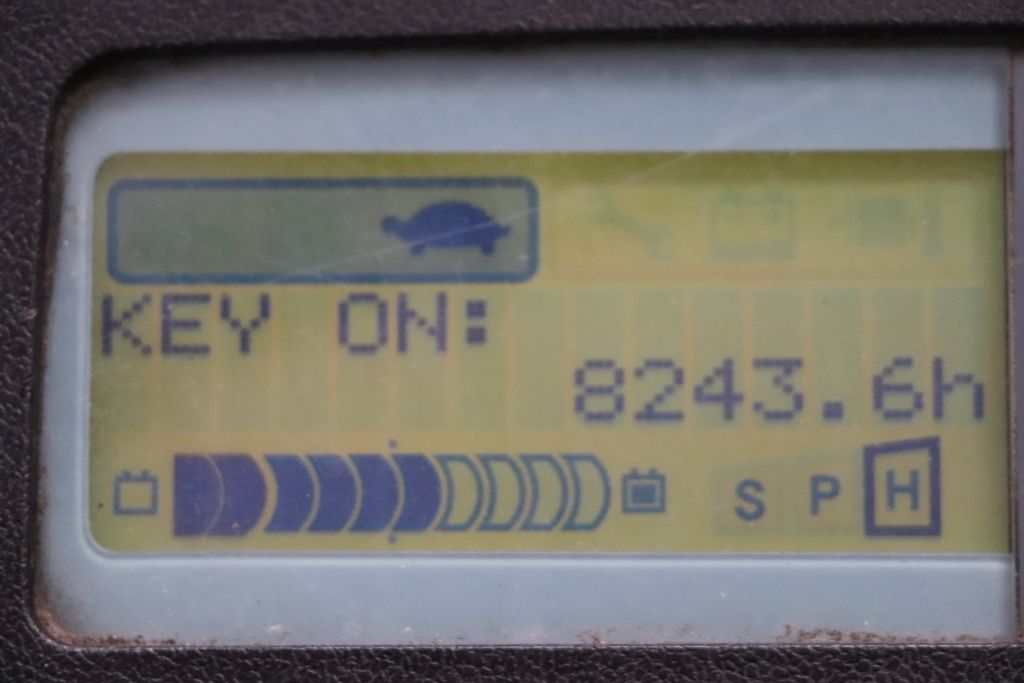 KEY ON:
8243.6h
S P H